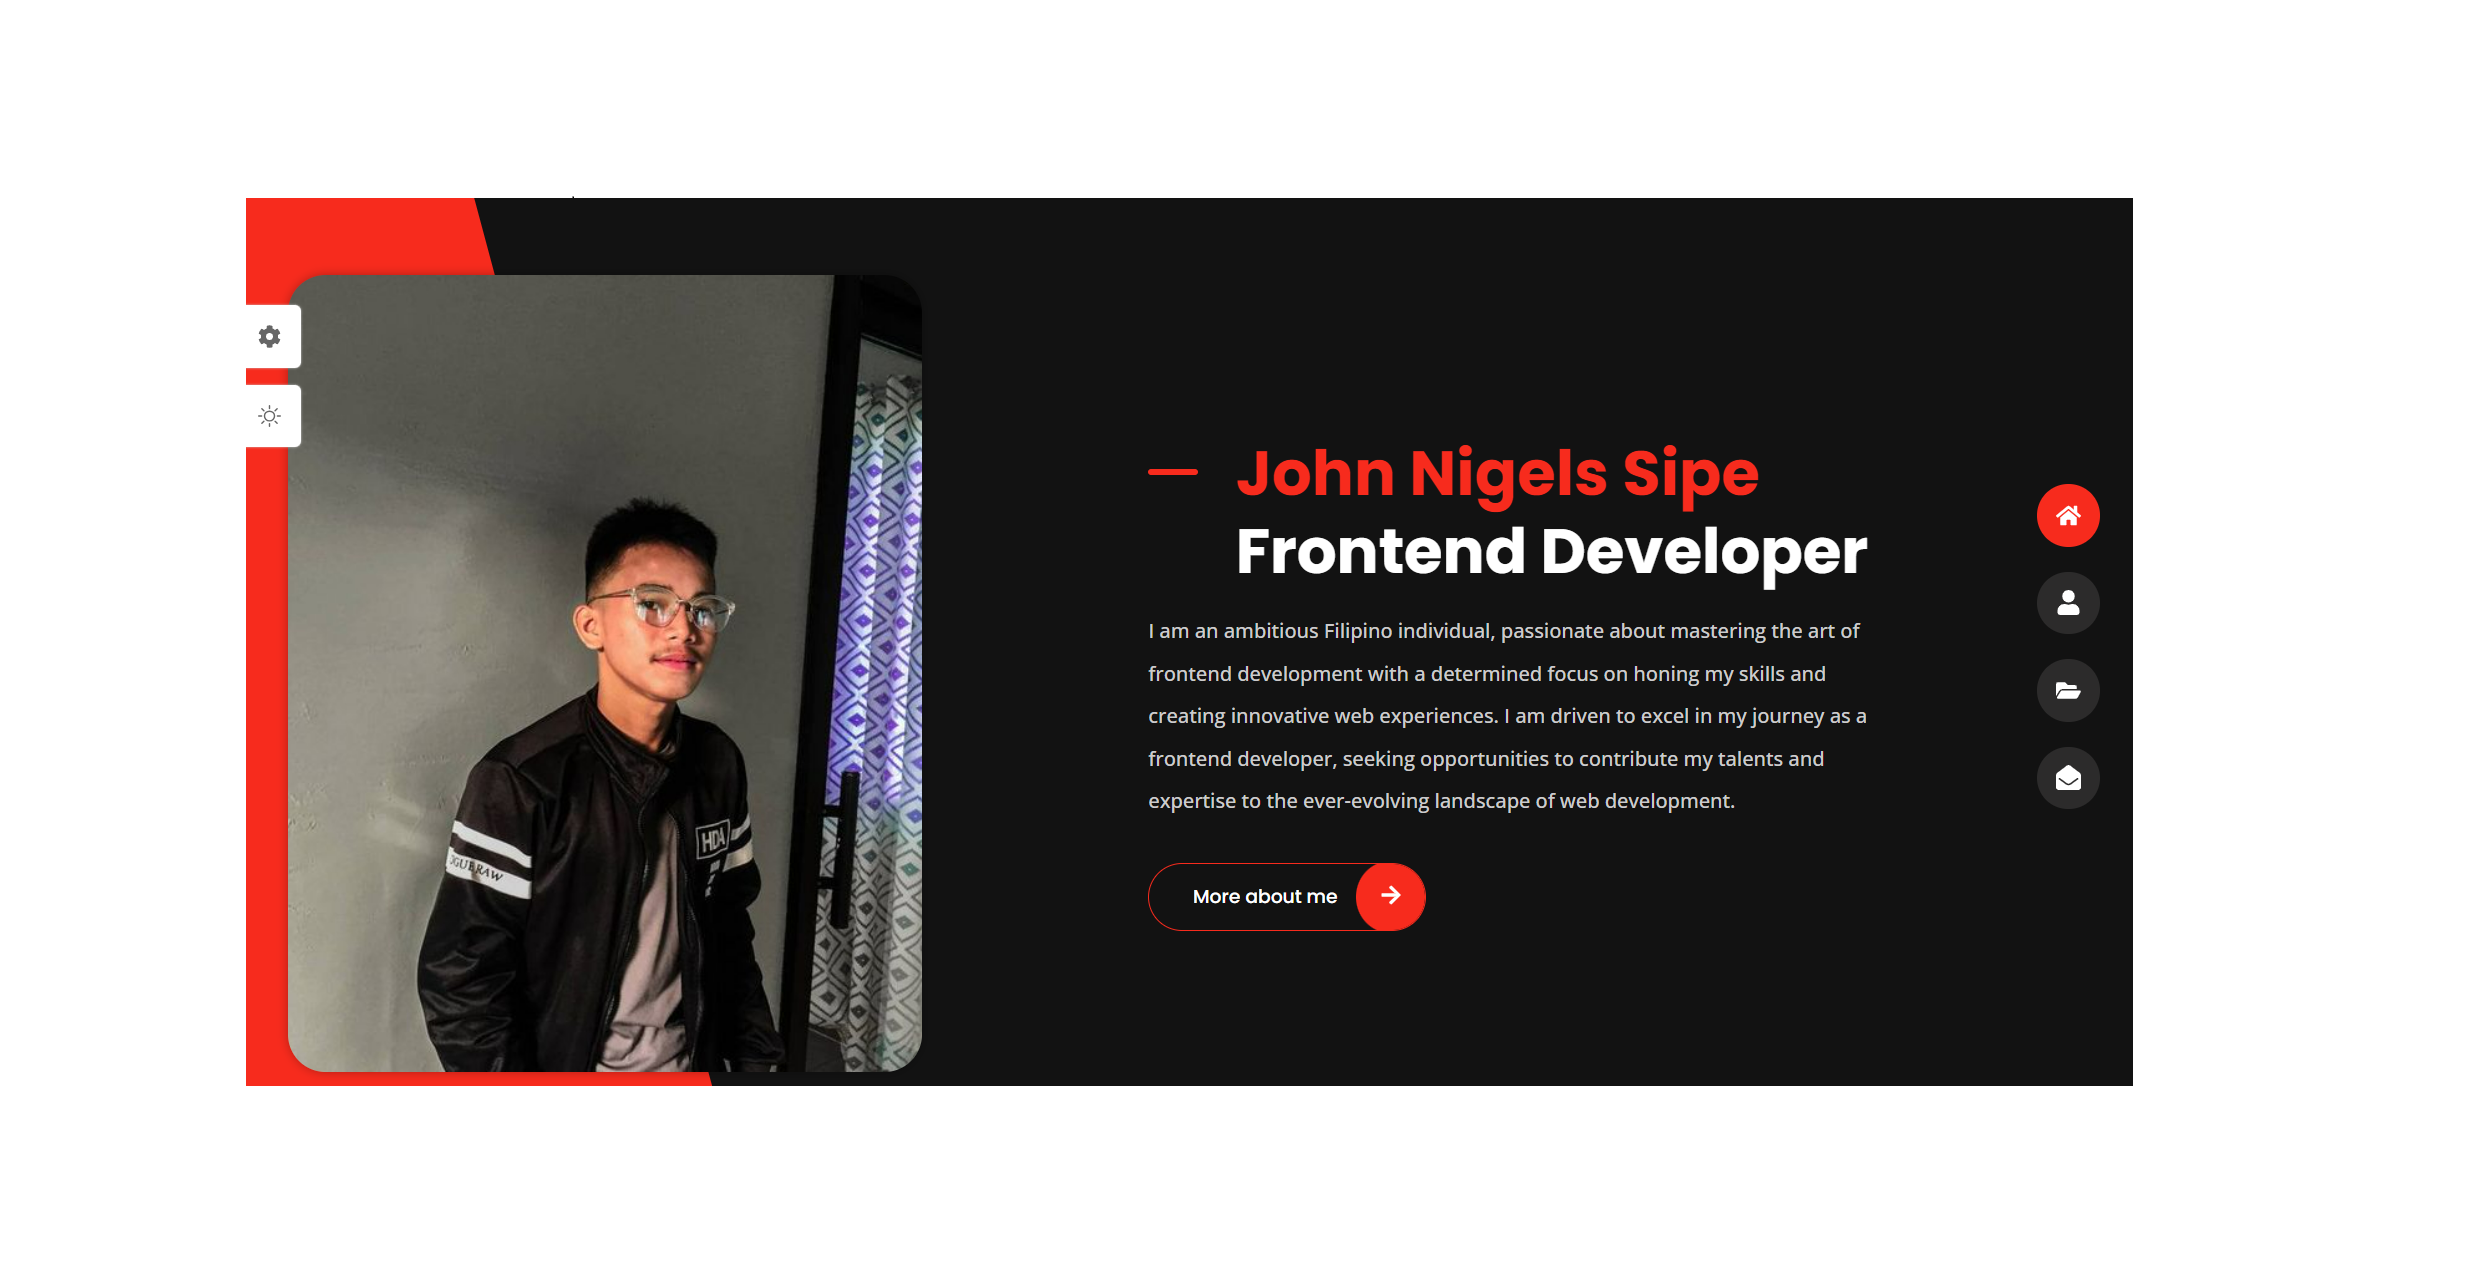 John Nigels Sipe
Frontend Developer
I am an ambitious Filipino individual, passionate about mastering the art of
frontend development with a determined focus on honing my skills and
creating innovative web experiences. I am driven to excel in my journey as a
frontend developer, seeking opportunities to contribute my talents and
expertise to the ever-evolving landscape of web development.
More about me
HDA